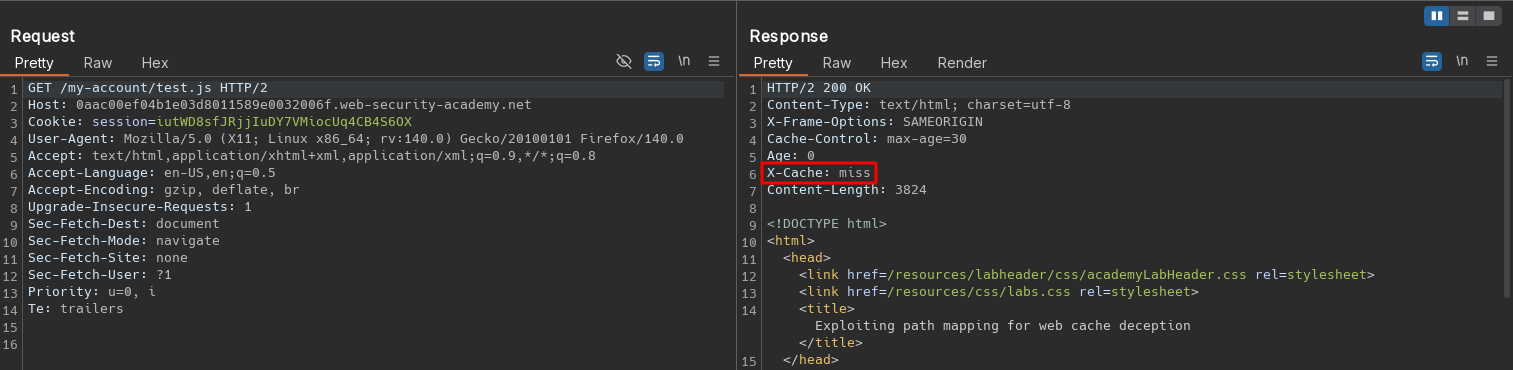 Request
Pretty Raw Hex \n
1 GET /my-account/test.js HTTP/2
2 Host: 0aac00ef04b1e03d8011589e0032006f.web-security-academy.net
3 Cookie: session=iutWD8sfJRjjIuDY7VMiocUq4CB4S6OX
4 User-Agent: Mozilla/5.0 (X11; Linux x86_64; rv:140.0) Gecko/20100101 Firefox/140.0
5 Accept: text/html,application/xhtml+xml,application/xml;q=0.9,*/*;q=0.8
6 Accept-Language: en-US,en;q=0.5
7 Accept-Encoding: gzip, deflate, br
8 Upgrade-Insecure-Requests: 1
9 Sec-Fetch-Dest: document
10 Sec-Fetch-Mode: navigate
11 Sec-Fetch-Site: none
12 Sec-Fetch-User: ?1
13 Priority: u=0, i
14 Te: trailers
15
16
Response
Pretty Raw Hex Render \n
1 HTTP/2 200 OK
2 Content-Type: text/html; charset=utf-8
3 X-Frame-Options: SAMEORIGIN
4 Cache-Control: max-age=30
5 Age: 0
6 X-Cache: miss
7 Content-Length: 3824
8
9 <!DOCTYPE html>
10 <html>
11 <head>
12 <link href=/resources/labheader/css/academyLabHeader.css rel=stylesheet>
13 <link href=/resources/css/labs.css rel=stylesheet>
14 <title>
Exploiting path mapping for web cache deception
</title>
15 </head>